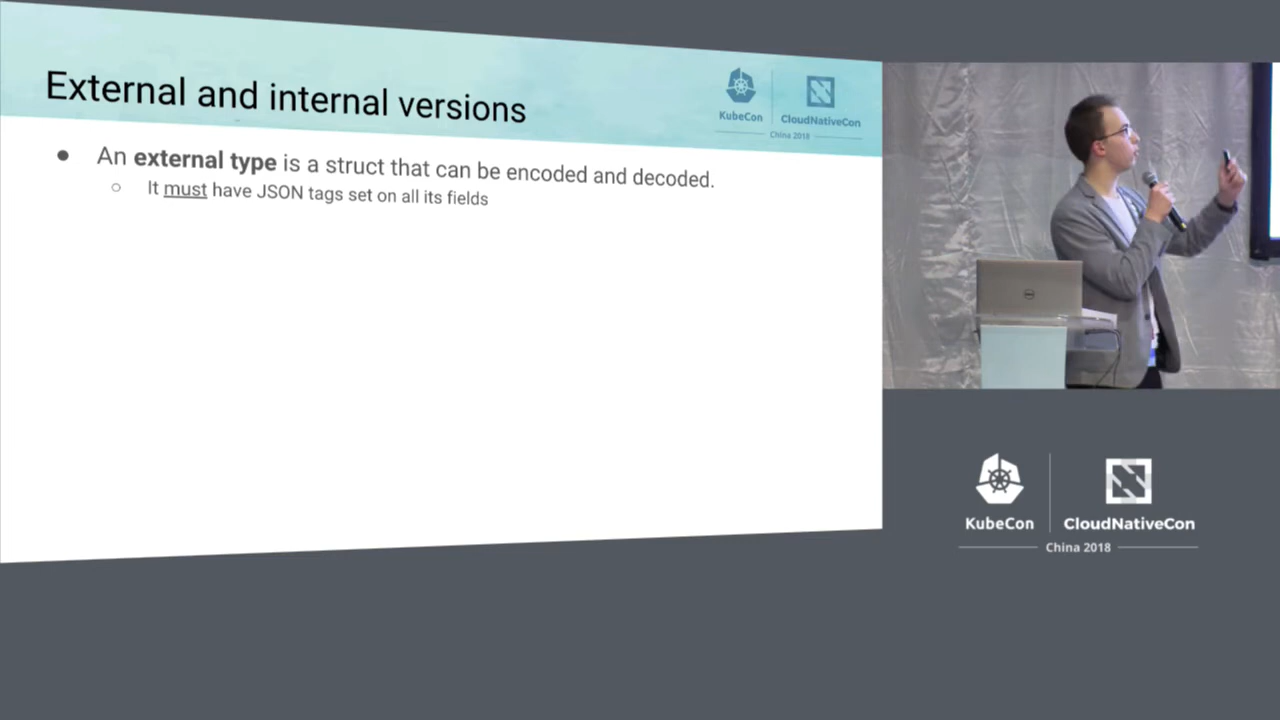 External and internal versions
KubeCon
CloudNativeCon
China 2018
● An external type is a struct that can be encoded and decoded.
○ It must have JSON tags set on all its fields
DELL
KubeCon
CloudNativeCon
China 2018